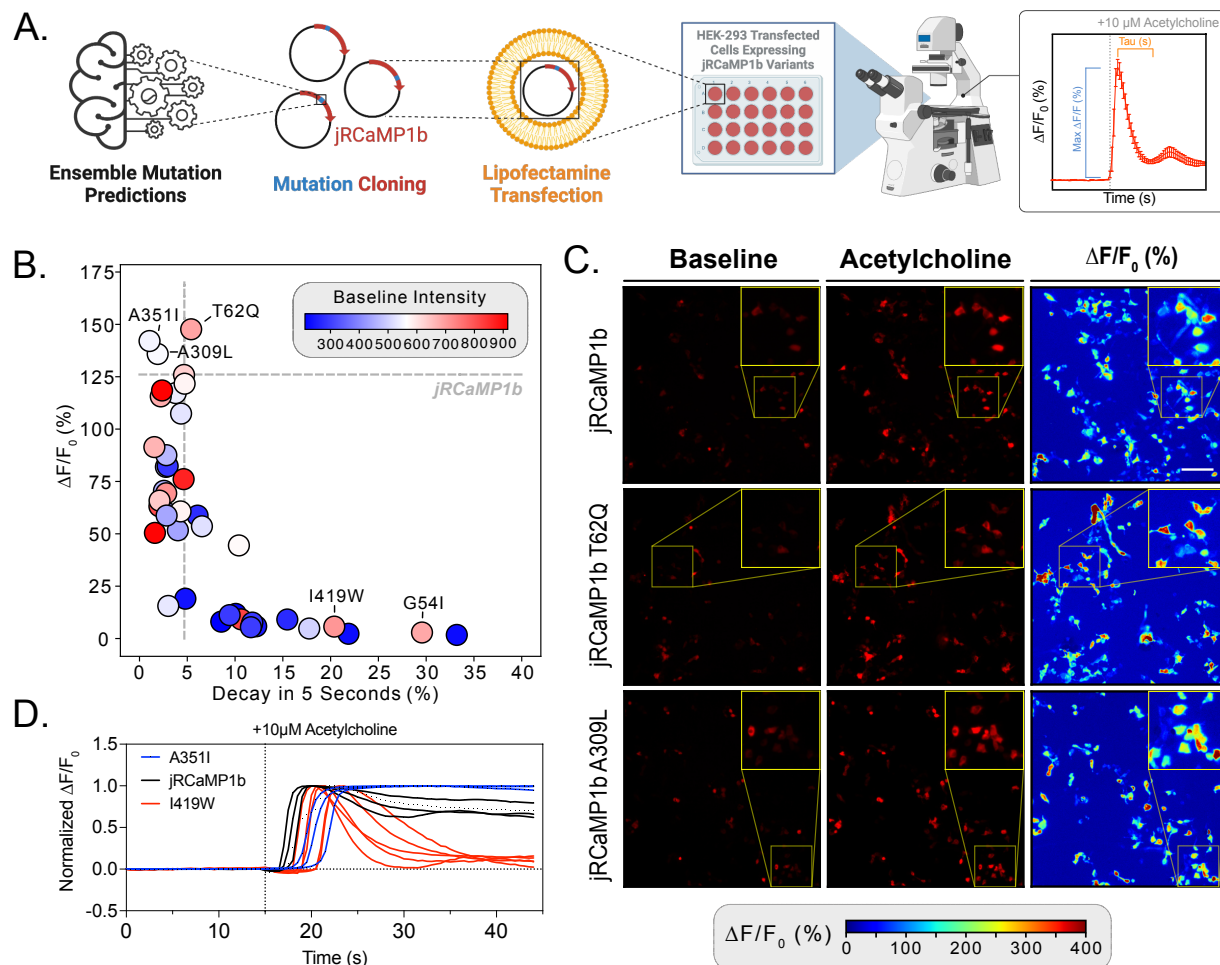 A.
Ensemble Mutation
Predictions
jRCaMP1b
Mutation Cloning
Lipofectamine
Transfection
HEK-293 Transfected
Cells Expressing
jRCaMP1b Variants
+10 µM Acetylcholine
Tau (s)
Max ΔF/F (%)
ΔF/F₀ (%)
Time (s)
B.
ΔF/F₀ (%)
175
150
125
100
75
50
25
0
0 5 10 15 20 25 30 35 40
Decay in 5 Seconds (%)
Baseline Intensity
300 400 500 600 700 800 900
A351I
T62Q
A309L
jRCaMP1b
I419W
G54I
C.
Baseline
Acetylcholine
ΔF/F₀ (%)
jRCaMP1b
jRCaMP1b T62Q
jRCaMP1b A309L
ΔF/F₀ (%)
0 100 200 300 400
D.
+10µM Acetylcholine
Normalized ΔF/F₀
1.5
1.0
0.5
0.0
-0.5
A351I
jRCaMP1b
I419W
0 10 20 30 40
Time (s)